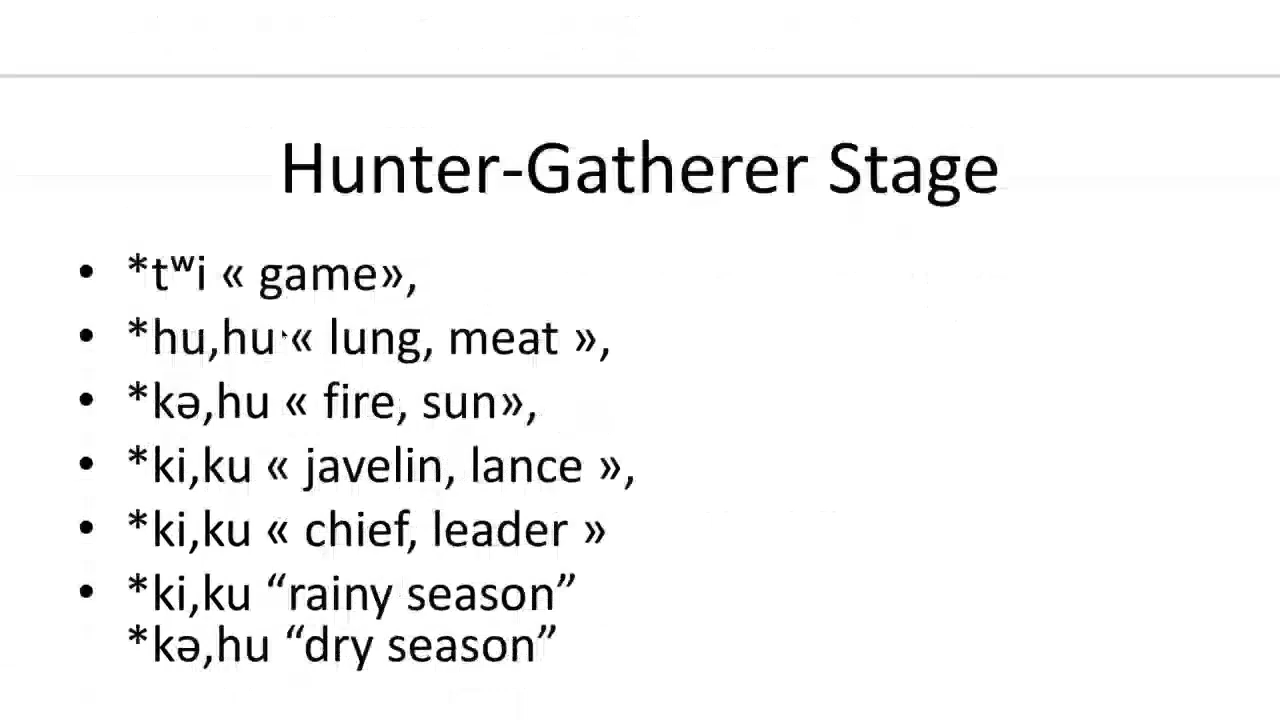 Hunter-Gatherer Stage
• *tʷi « game»,
• *hu,hu « lung, meat »,
• *kə,hu « fire, sun»,
• *ki,ku « javelin, lance »,
• *ki,ku « chief, leader »
• *ki,ku “rainy season”
*kə,hu “dry season”